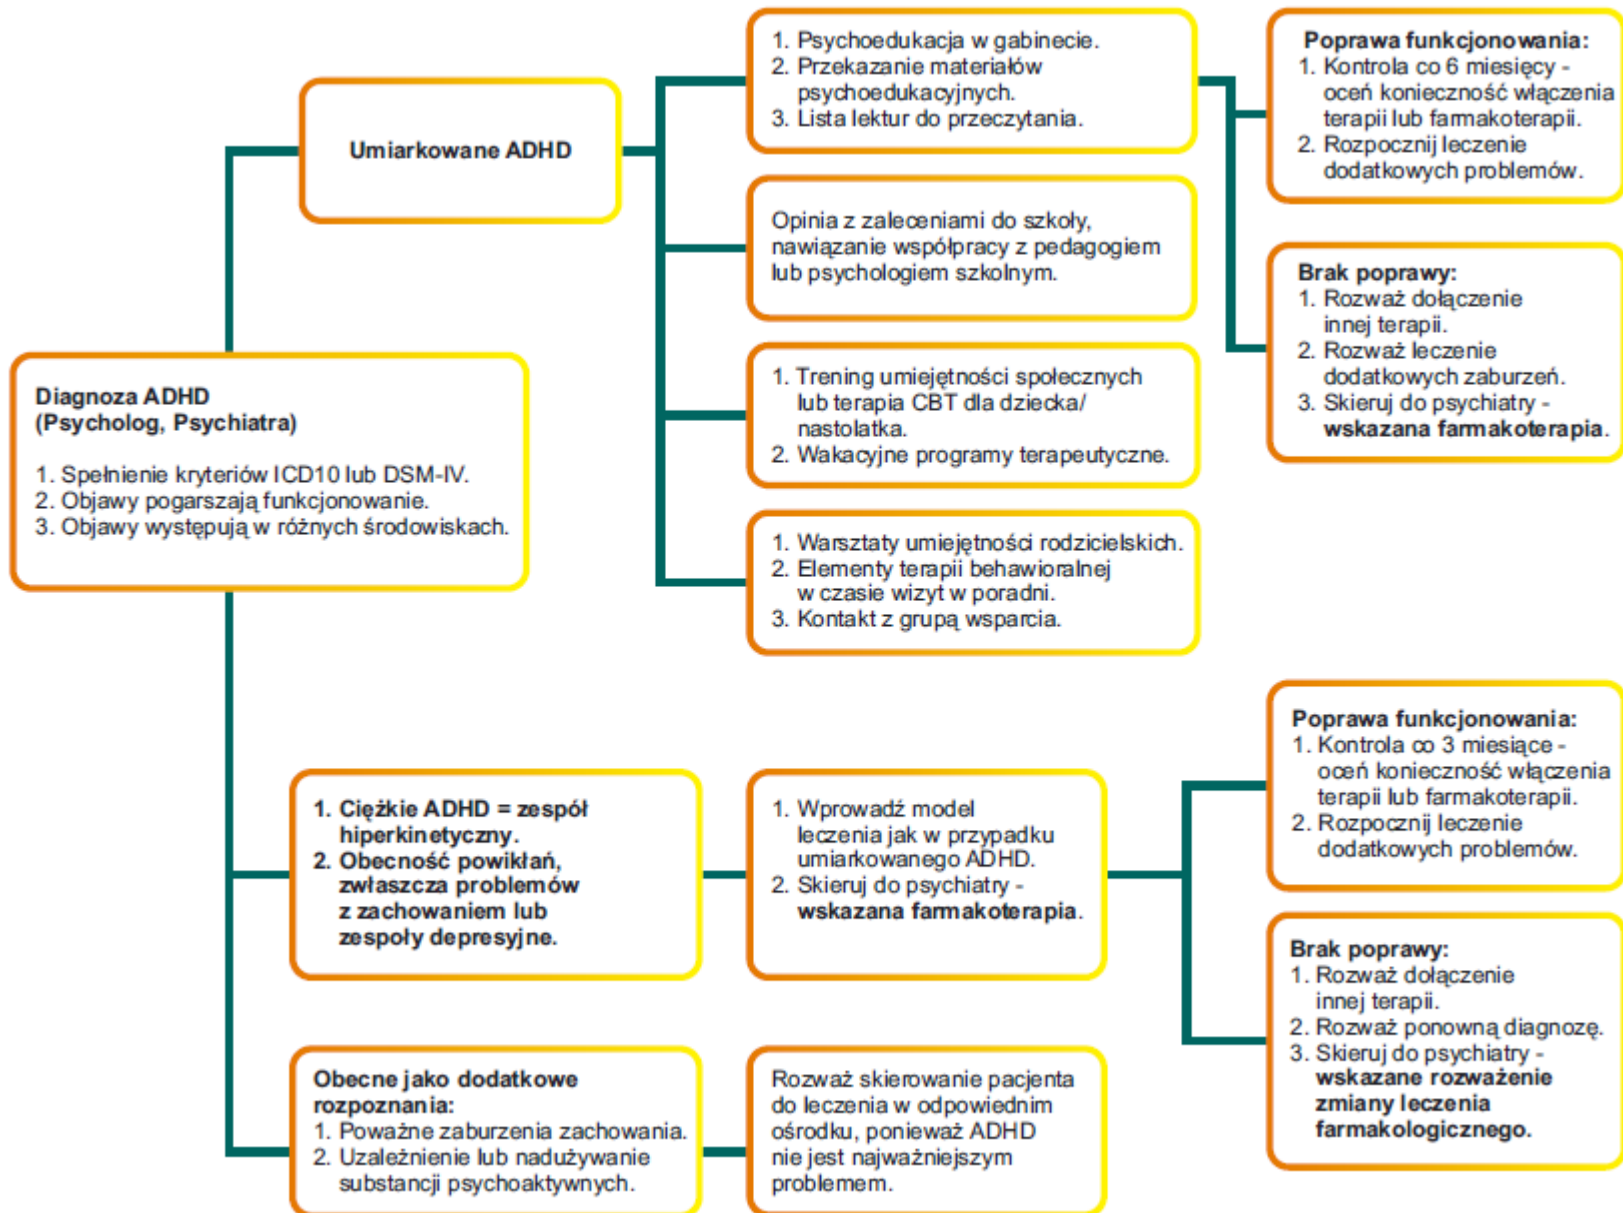 Diagnoza ADHD
(Psycholog, Psychiatra)
1. Spełnienie kryteriów ICD10 lub DSM-IV.
2. Objawy pogarszają funkcjonowanie.
3. Objawy występują w różnych środowiskach.
Umiarkowane ADHD
1. Psychoedukacja w gabinecie.
2. Przekazanie materiałów
psychoedukacyjnych.
3. Lista lektur do przeczytania.
Opinia z zaleceniami do szkoły,
nawiązanie współpracy z pedagogiem
lub psychologiem szkolnym.
1. Trening umiejętności społecznych
lub terapia CBT dla dziecka/
nastolatka.
2. Wakacyjne programy terapeutyczne.
1. Warsztaty umiejętności rodzicielskich.
2. Elementy terapii behawioralnej
w czasie wizyt w poradni.
3. Kontakt z grupą wsparcia.
Poprawa funkcjonowania:
1. Kontrola co 6 miesięcy -
oceń konieczność włączenia
terapii lub farmakoterapii.
2. Rozpocznij leczenie
dodatkowych problemów.
Brak poprawy:
1. Rozważ dołączenie
innej terapii.
2. Rozważ leczenie
dodatkowych zaburzeń.
3. Skieruj do psychiatry -
wskazana farmakoterapia.
1. Ciężkie ADHD = zespół
hiperkinetyczny.
2. Obecność powikłań,
zwłaszcza problemów
z zachowaniem lub
zespoły depresyjne.
1. Wprowadź model
leczenia jak w przypadku
umiarkowanego ADHD.
2. Skieruj do psychiatry -
wskazana farmakoterapia.
Poprawa funkcjonowania:
1. Kontrola co 3 miesiące -
oceń konieczność włączenia
terapii lub farmakoterapii.
2. Rozpocznij leczenie
dodatkowych problemów.
Brak poprawy:
1. Rozważ dołączenie
innej terapii.
2. Rozważ ponowną diagnozę.
3. Skieruj do psychiatry -
wskazane rozważenie
zmiany leczenia
farmakologicznego.
Obecne jako dodatkowe
rozpoznania:
1. Poważne zaburzenia zachowania.
2. Uzależnienie lub nadużywanie
substancji psychoaktywnych.
Rozważ skierowanie pacjenta
do leczenia w odpowiednim
ośrodku, ponieważ ADHD
nie jest najważniejszym
problemem.